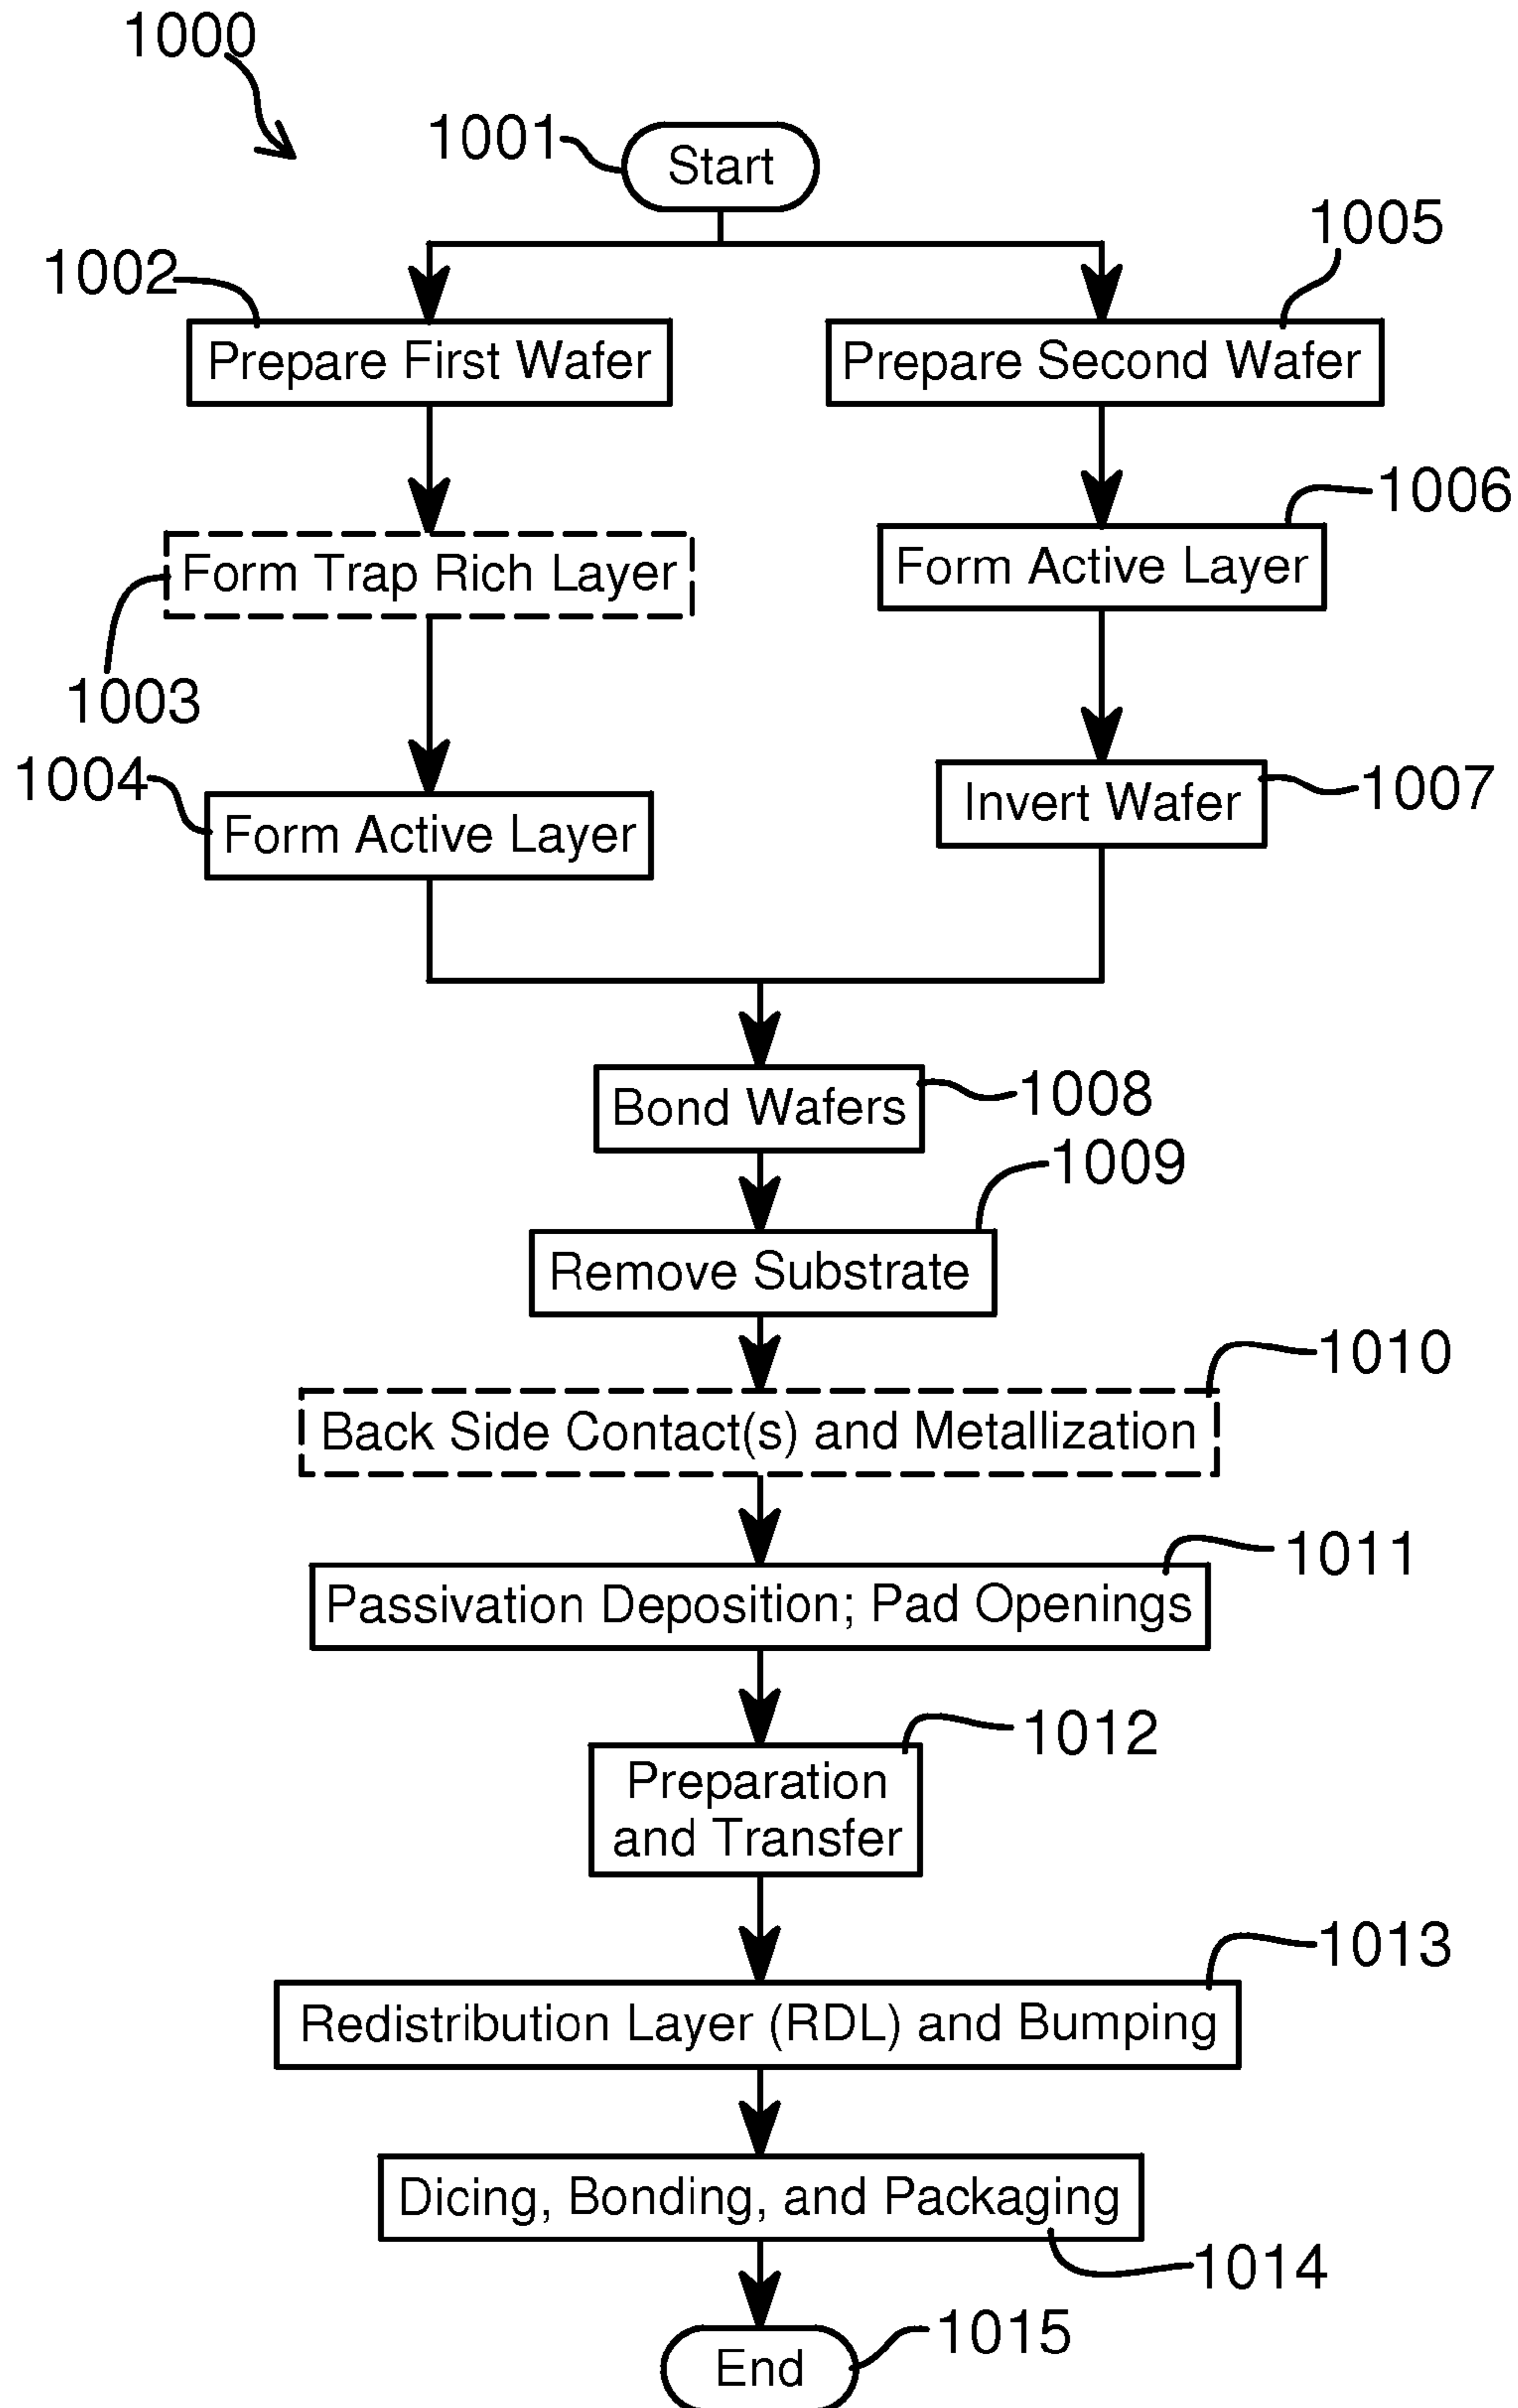 1000
1001
Start
1005
1002
Prepare First Wafer
Prepare Second Wafer
1006
Form Trap Rich Layer
Form Active Layer
1003
1004
Form Active Layer
Invert Wafer
1007
Bond Wafers
1008
1009
Remove Substrate
1010
Back Side Contact(s) and Metallization
1011
Passivation Deposition; Pad Openings
1012
Preparation
and Transfer
1013
Redistribution Layer (RDL) and Bumping
Dicing, Bonding, and Packaging
1014
1015
End